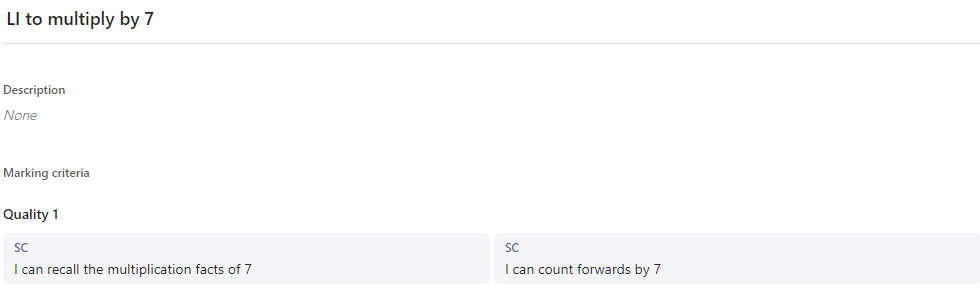 LI to multiply by 7
Description
None
Marking criteria
Quality 1
SC
I can recall the multiplication facts of 7
SC
I can count forwards by 7